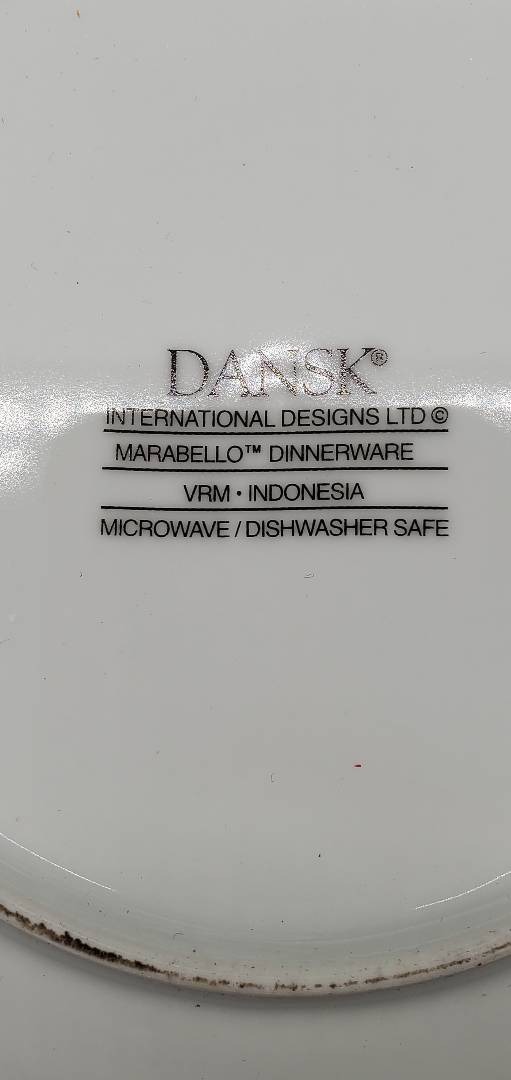 DANSK®
INTERNATIONAL DESIGNS LTD ©
MARABELLO™ DINNERWARE
VRM • INDONESIA
MICROWAVE / DISHWASHER SAFE